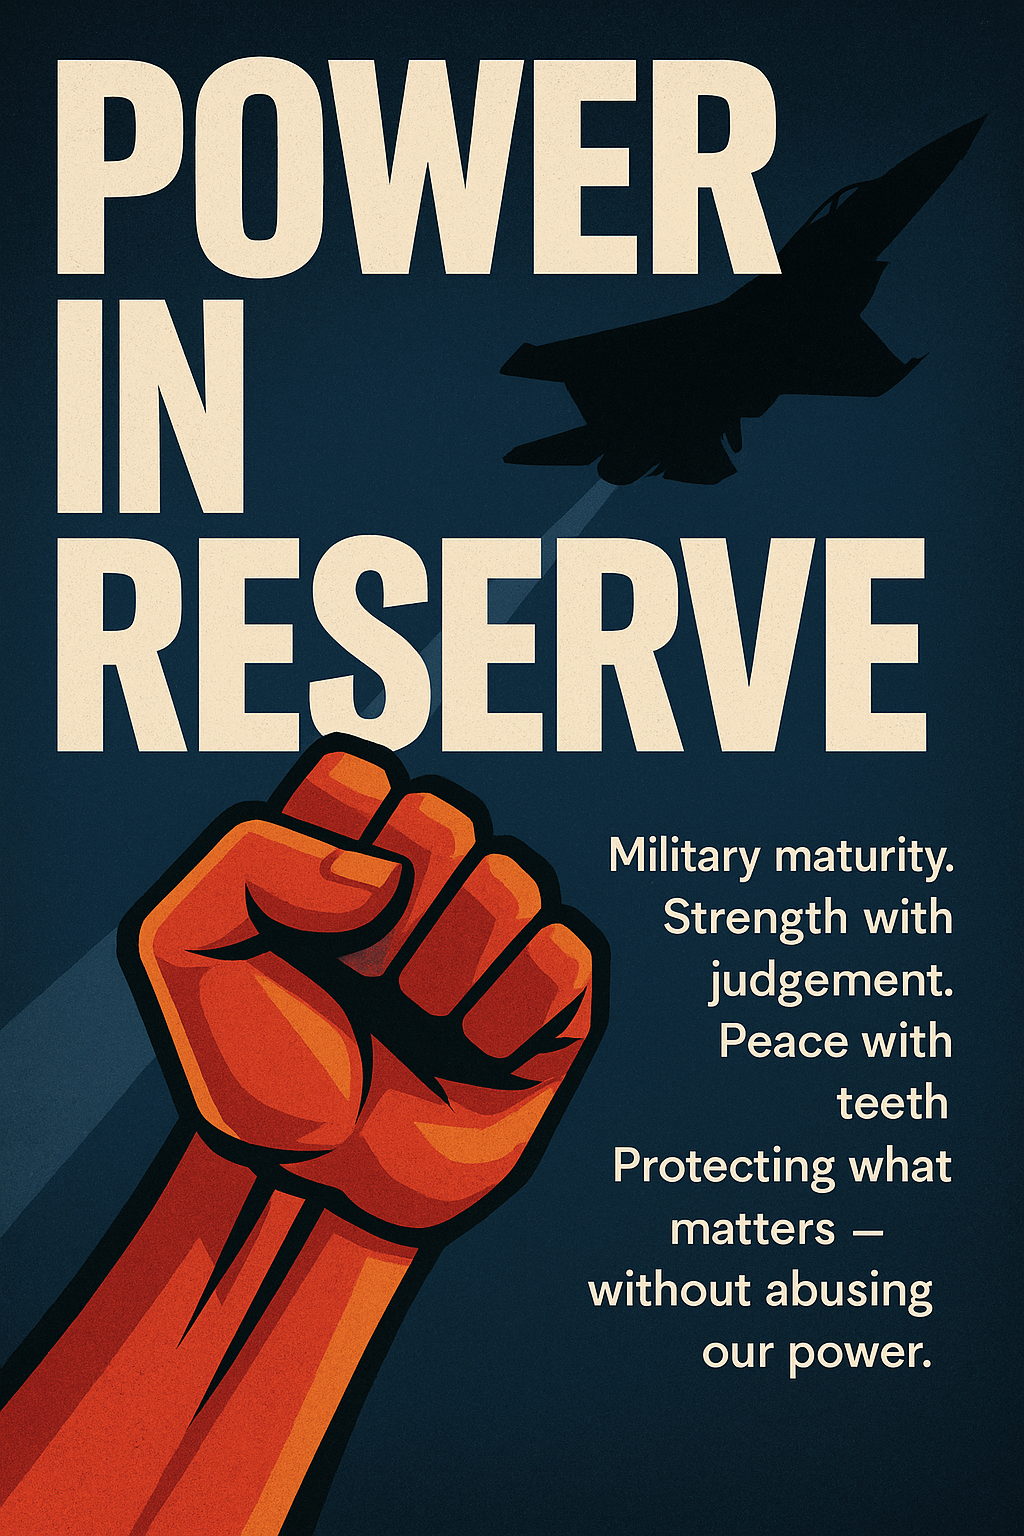 POWER
IN
RESERVE
Military maturity.
Strength with
judgement.
Peace with
teeth
Protecting what
matters —
without abusing
our power.